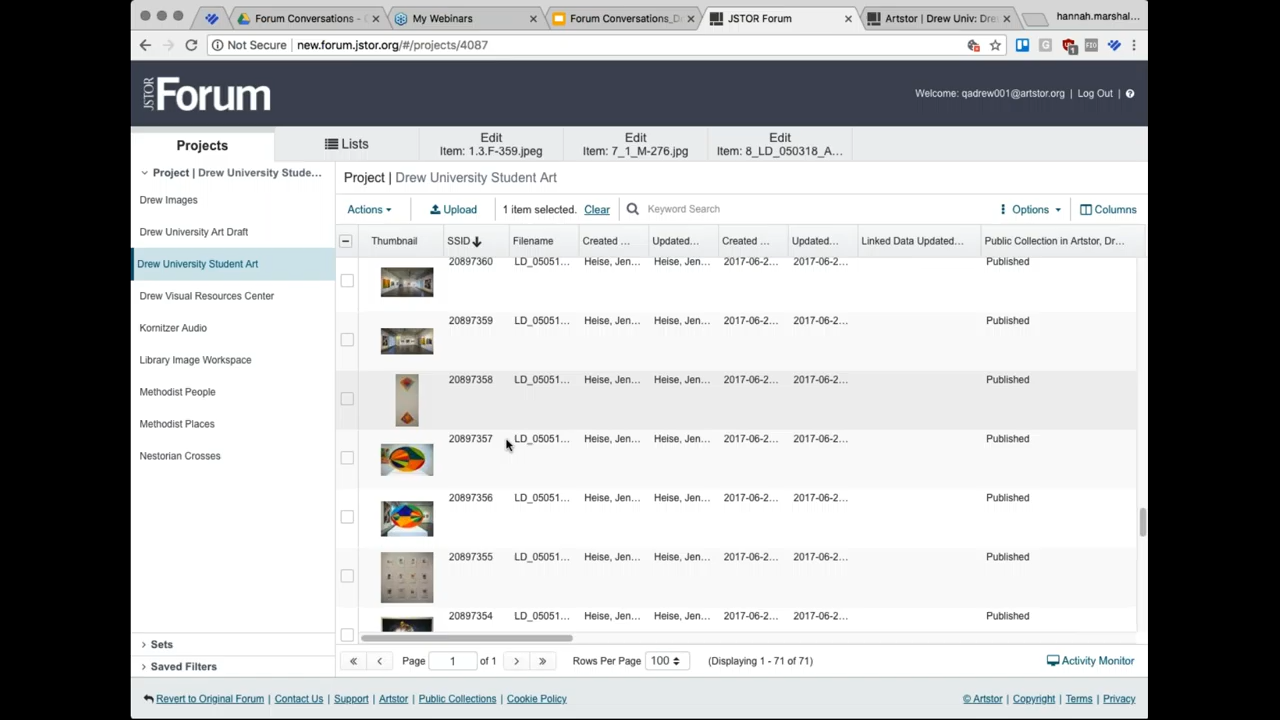 Forum Conversations - 
My Webinars
Forum Conversations_D
JSTOR Forum
Artstor | Drew Univ: Dre
hannah.marshal...
Not Secure | new.forum.jstor.org/#/projects/4087
JSTOR Forum
Welcome: qadrew001@artstor.org | Log Out | ?
Projects
Lists
Edit Item: 1.3.F-359.jpeg
Edit Item: 7_1_M-276.jpg
Edit Item: 8_LD_050318_A...
Project | Drew University Stude...
Project | Drew University Student Art
Drew Images
Drew University Art Draft
Drew University Student Art
Drew Visual Resources Center
Kornitzer Audio
Library Image Workspace
Methodist People
Methodist Places
Nestorian Crosses
Sets
Saved Filters
Actions
Upload
1 item selected. Clear
Keyword Search
Options
Columns
Thumbnail SSID Filename Created ... Updated... Created ... Updated... Linked Data Updated... Public Collection in Artstor, Dr...
20897360 LD_05051... Heise, Jen... Heise, Jen... 2017-06-2... 2017-06-2... Published
20897359 LD_05051... Heise, Jen... Heise, Jen... 2017-06-2... 2017-06-2... Published
20897358 LD_05051... Heise, Jen... Heise, Jen... 2017-06-2... 2017-06-2... Published
20897357 LD_05051... Heise, Jen... Heise, Jen... 2017-06-2... 2017-06-2... Published
20897356 LD_05051... Heise, Jen... Heise, Jen... 2017-06-2... 2017-06-2... Published
20897355 LD_05051... Heise, Jen... Heise, Jen... 2017-06-2... 2017-06-2... Published
20897354 LD_05051... Heise, Jen... Heise, Jen... 2017-06-2... 2017-06-2... Published
Page 1 of 1
Rows Per Page 100
(Displaying 1 - 71 of 71)
Activity Monitor
Revert to Original Forum | Contact Us | Support | Artstor | Public Collections | Cookie Policy
© Artstor | Copyright | Terms | Privacy